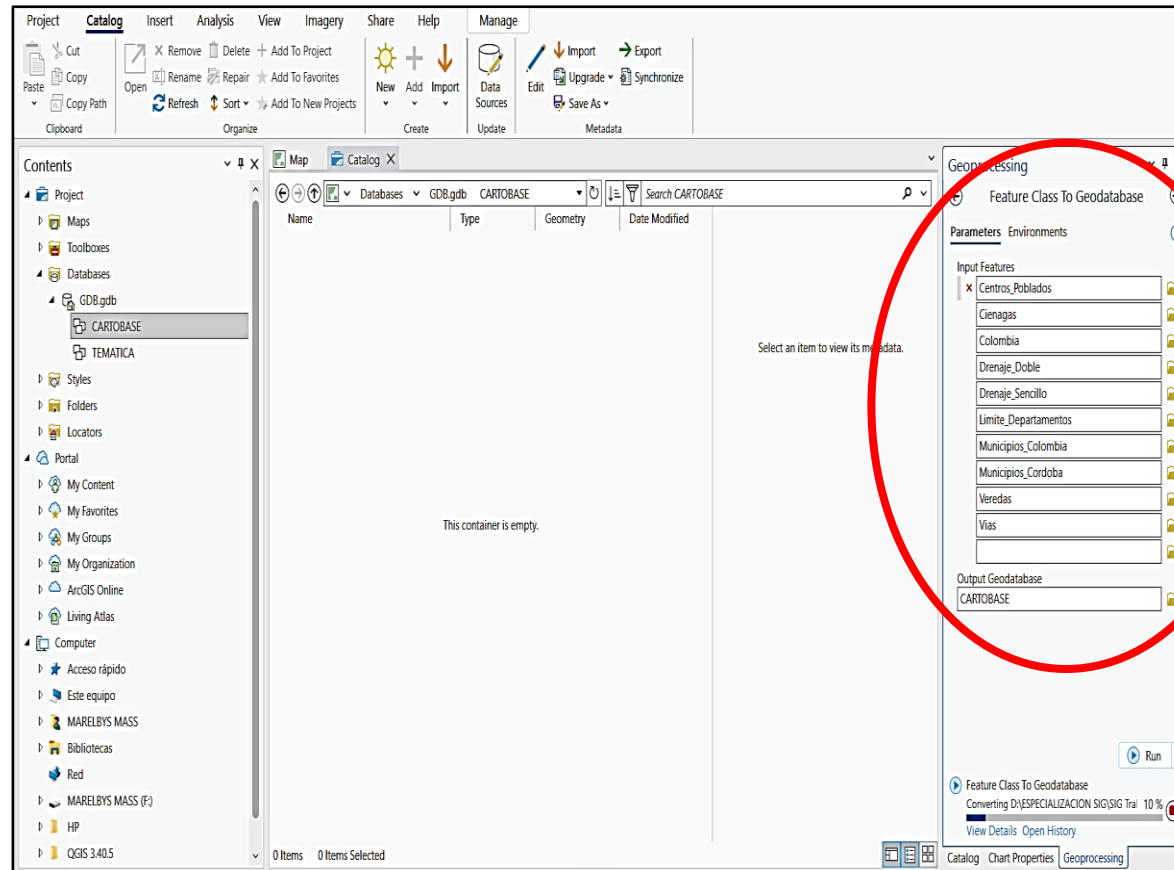 Project Catalog Insert Analysis View Imagery Share Help Manage
Cut
Copy
Copy Path
Paste
Clipboard
Open
Remove Delete Add To Project
Rename Repair Add To Favorites
Refresh Sort Add To New Projects
Organize
New Add Import
Create
Data Sources
Update
Edit
Import Export
Upgrade Synchronize
Save As
Metadata
Contents
Project
Maps
Toolboxes
Databases
GDB.gdb
CARTOBASE
TEMATICA
Styles
Folders
Locators
Portal
My Content
My Favorites
My Groups
My Organization
ArcGIS Online
Living Atlas
Computer
Acceso rápido
Este equipo
MARELBYS MASS
Bibliotecas
Red
MARELBYS MASS (F:)
HP
QGIS 3.40.5
Map Catalog X
Databases GDB.gdb CARTOBASE Search CARTOBASE
Name Type Geometry Date Modified
This container is empty.
Select an item to view its metadata.
0 Items 0 Items Selected
Geoprocessing
Feature Class To Geodatabase
Parameters Environments
Input Features
Centros_Poblados
Cienagas
Colombia
Drenaje_Doble
Drenaje_Sencillo
Limite_Departamentos
Municipios_Colombia
Municipios_Cordoba
Veredas
Vias
Output Geodatabase
CARTOBASE
Run
Feature Class To Geodatabase
Converting D:\ESPECIALIZACION SIG\SIG Tral 10 %
View Details Open History
Catalog Chart Properties Geoprocessing